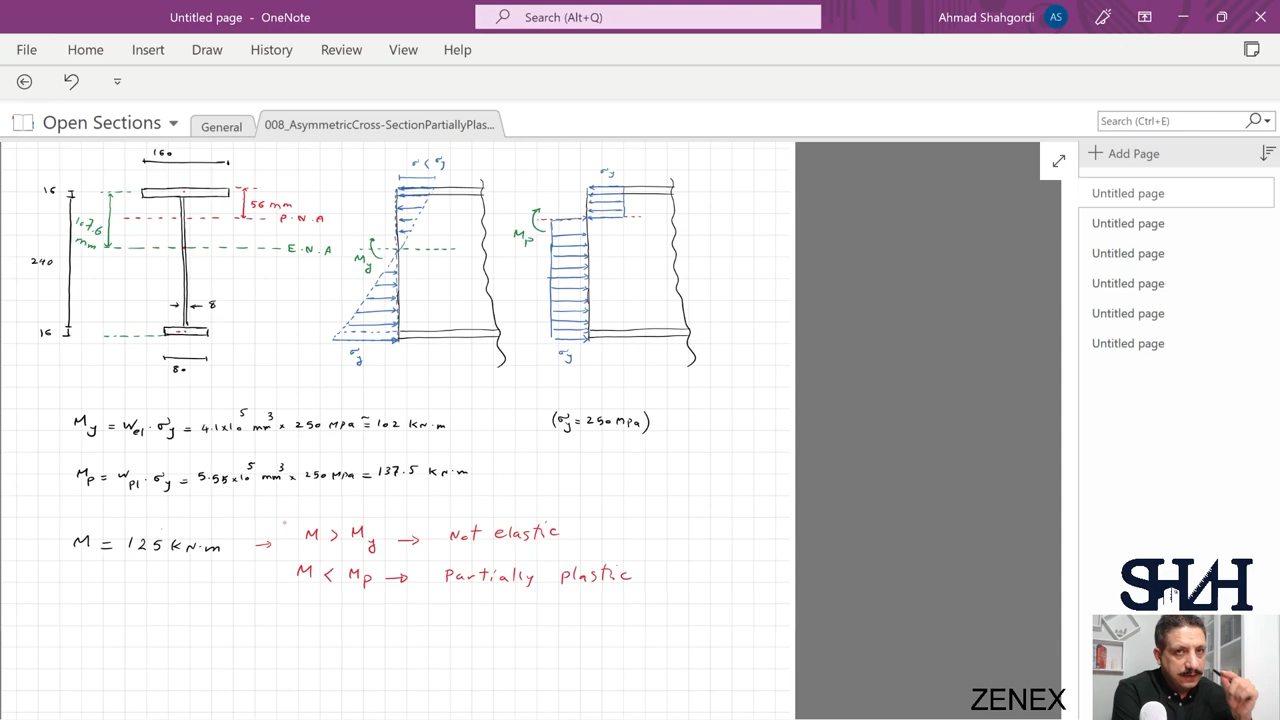 Untitled page - OneNote
Search (Alt+Q)
Ahmad Shahgordi
AS
File
Home
Insert
Draw
History
Review
View
Help
Open Sections
General
008_AsymmetricCross-SectionPartiallyPlas...
Search (Ctrl+E)
Add Page
Untitled page
Untitled page
Untitled page
Untitled page
Untitled page
Untitled page
160
16
56 mm
P.N.A
107.6 mm
E.N.A
240
8
16
80
σ < σy
My
σy
σy
Mp
σy
My = Wel . σy = 4.1x10^5 mm^3 x 250 MPa ≈ 102 kN.m
(σy = 250 MPa)
Mp = Wpl . σy = 5.55x10^5 mm^3 x 250 MPa = 137.5 kN.m
M = 125 kN.m → M > My → Not elastic
M < Mp → Partially plastic
SHZH
ZENEX